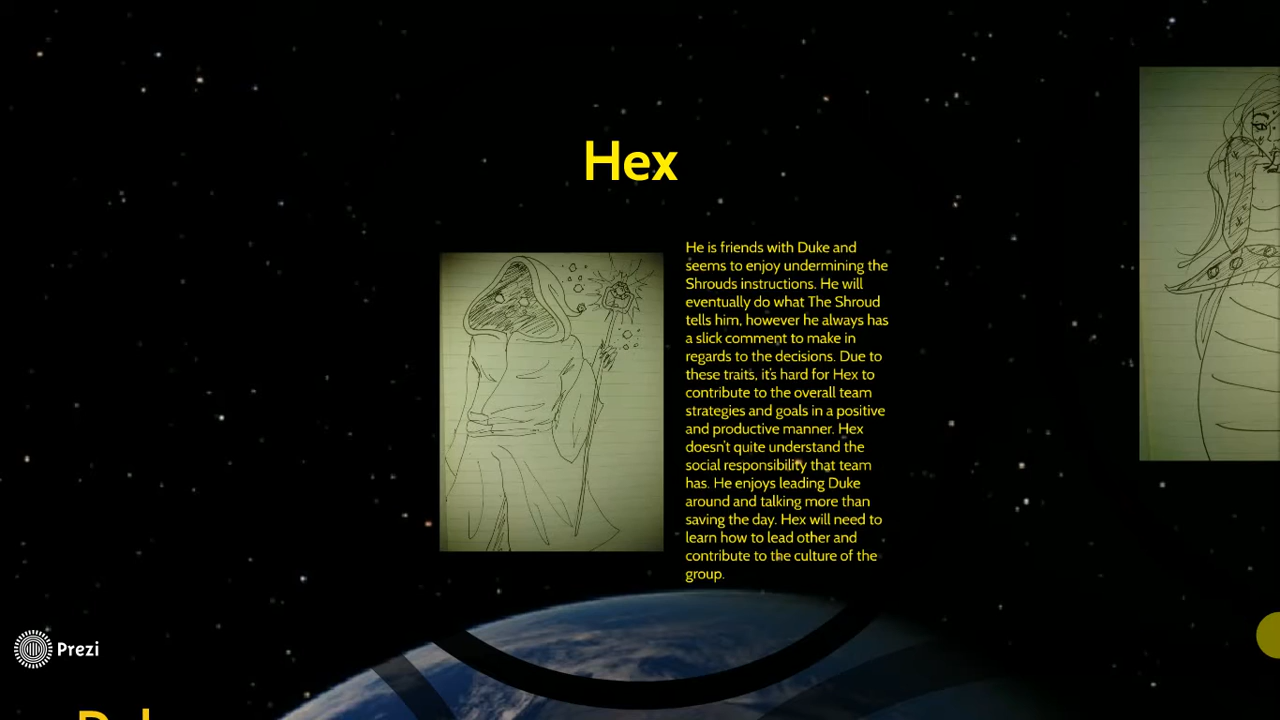 Hex
He is friends with Duke and
seems to enjoy undermining the
Shrouds instructions. He will
eventually do what The Shroud
tells him, however he always has
a slick comment to make in
regards to the decisions. Due to
these traits, it's hard for Hex to
contribute to the overall team
strategies and goals in a positive
and productive manner. Hex
doesn't quite understand the
social responsibility that team
has. He enjoys leading Duke
around and talking more than
saving the day. Hex will need to
learn how to lead other and
contribute to the culture of the
group.
Prezi